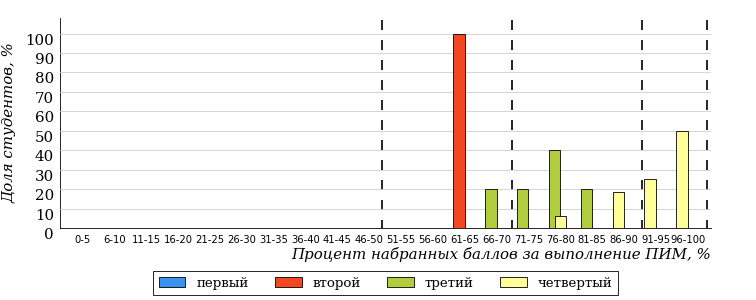 Доля студентов, %
100
90
80
70
60
50
40
30
20
10
0
0-5 6-10 11-15 16-20 21-25 26-30 31-35 36-40 41-45 46-50 51-55 56-60 61-65 66-70 71-75 76-80 81-85 86-90 91-95 96-100
Процент набранных баллов за выполнение ПИМ, %
первый второй третий четвертый